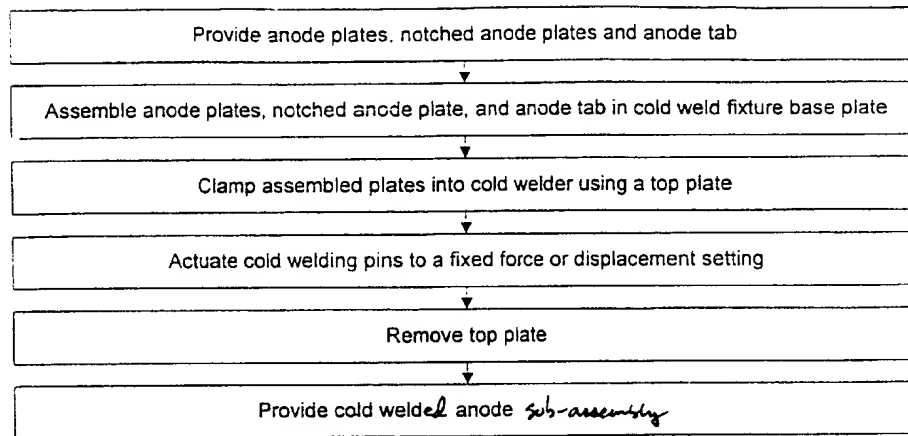 Provide anode plates, notched anode plates and anode tab
Assemble anode plates, notched anode plate, and anode tab in cold weld fixture base plate
Clamp assembled plates into cold welder using a top plate
Actuate cold welding pins to a fixed force or displacement setting
Remove top plate
Provide cold welded anode sub-assembly